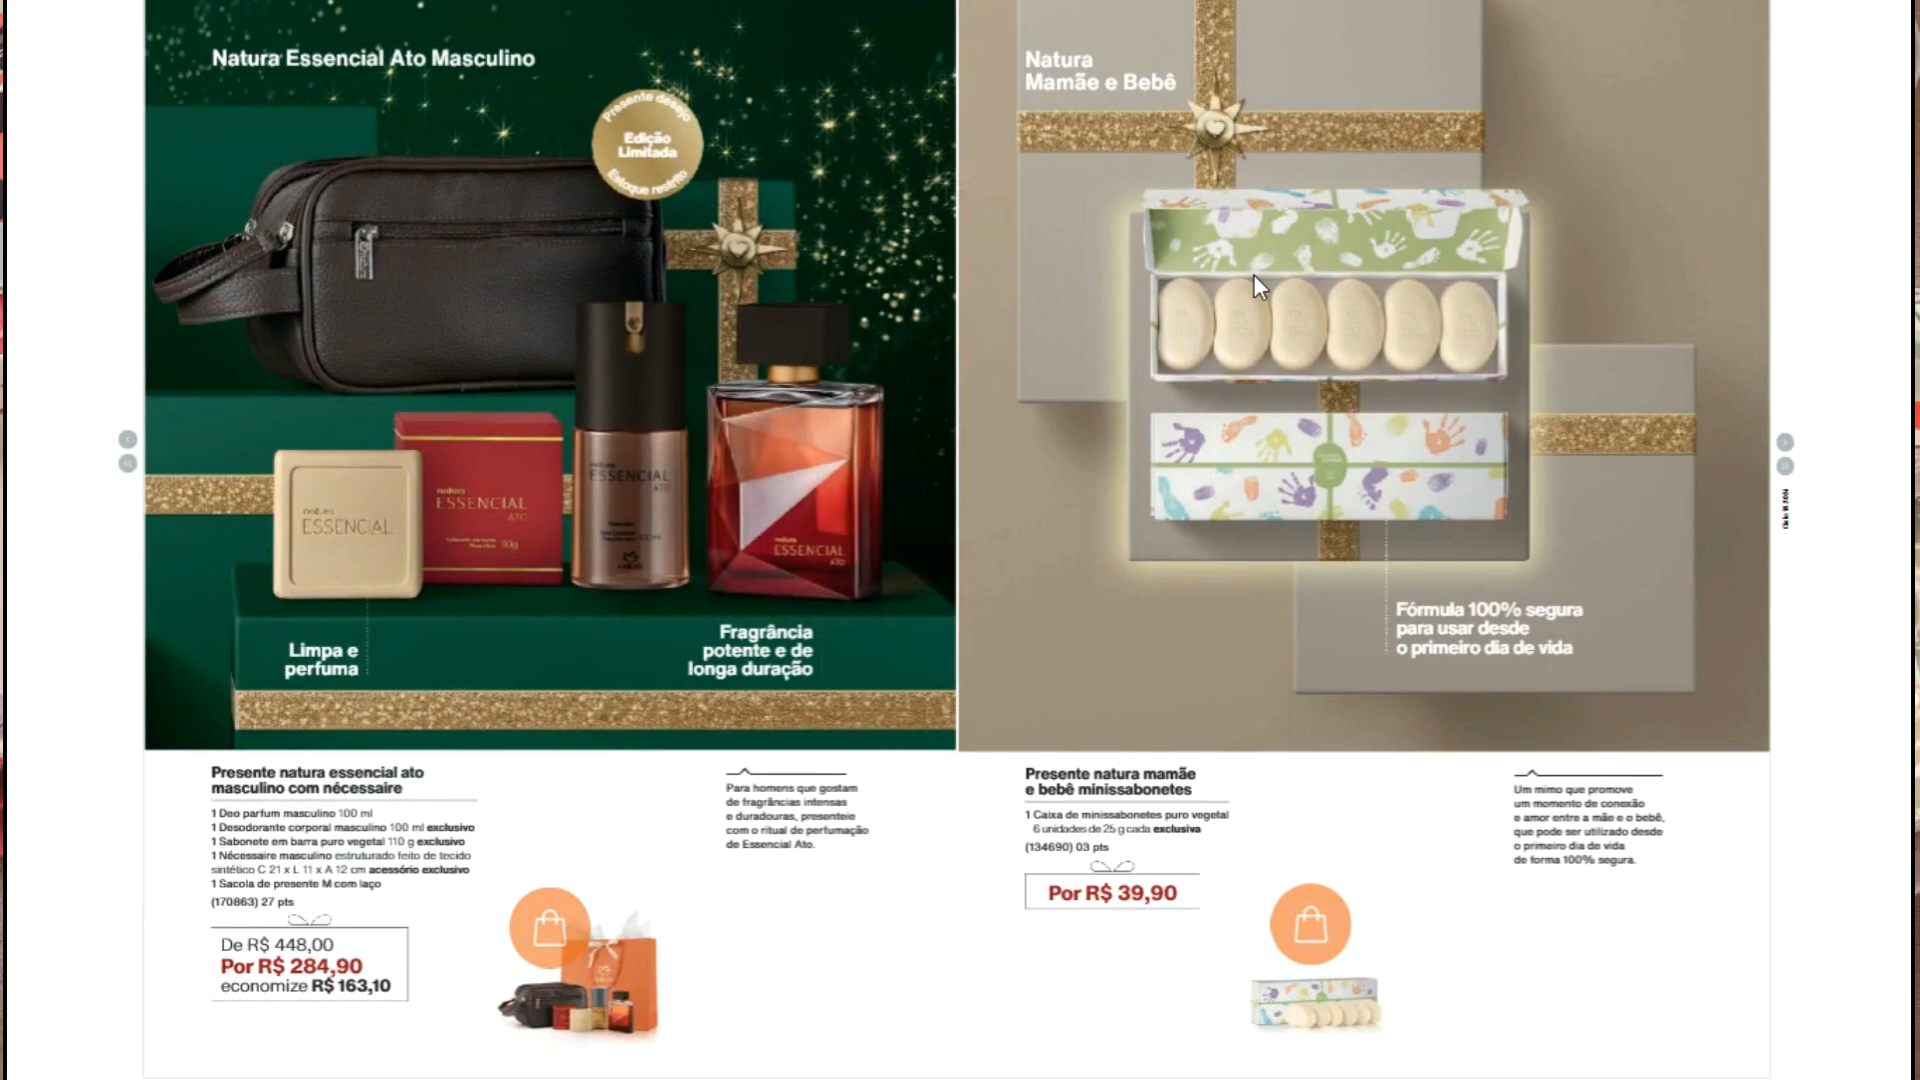 Natura Essencial Ato Masculino
Presente desejo
Edição
Limitada
Estoque restrito
natura
ESSENCIAL
natura
ESSENCIAL
ATO
110g
natura
ESSENCIAL
ATO
natura
natura
ESSENCIAL
ATO
Limpa e
perfuma
Fragrância
potente e de
longa duração
Presente natura essencial ato
masculino com nécessaire
1 Deo parfum masculino 100 ml
1 Desodorante corporal masculino 100 ml exclusivo
1 Sabonete em barra puro vegetal 110 g exclusivo
1 Nécessaire masculino estruturado feito de tecido
sintético C 21 x L 11 x A 12 cm acessório exclusivo
1 Sacola de presente M com laço
(170863) 27 pts
De R$ 448,00
Por R$ 284,90
economize R$ 163,10
Para homens que gostam
de fragrâncias intensas
e duradouras, presenteie
com o ritual de perfumação
de Essencial Ato.
Natura
Mamãe e Bebê
Fórmula 100% segura
para usar desde
o primeiro dia de vida
Presente natura mamãe
e bebê minissabonetes
1 Caixa de minissabonetes puro vegetal
6 unidades de 25 g cada exclusiva
(134690) 03 pts
Por R$ 39,90
Um mimo que promove
um momento de conexão
e amor entre a mãe e o bebê,
que pode ser utilizado desde
o primeiro dia de vida
de forma 100% segura.